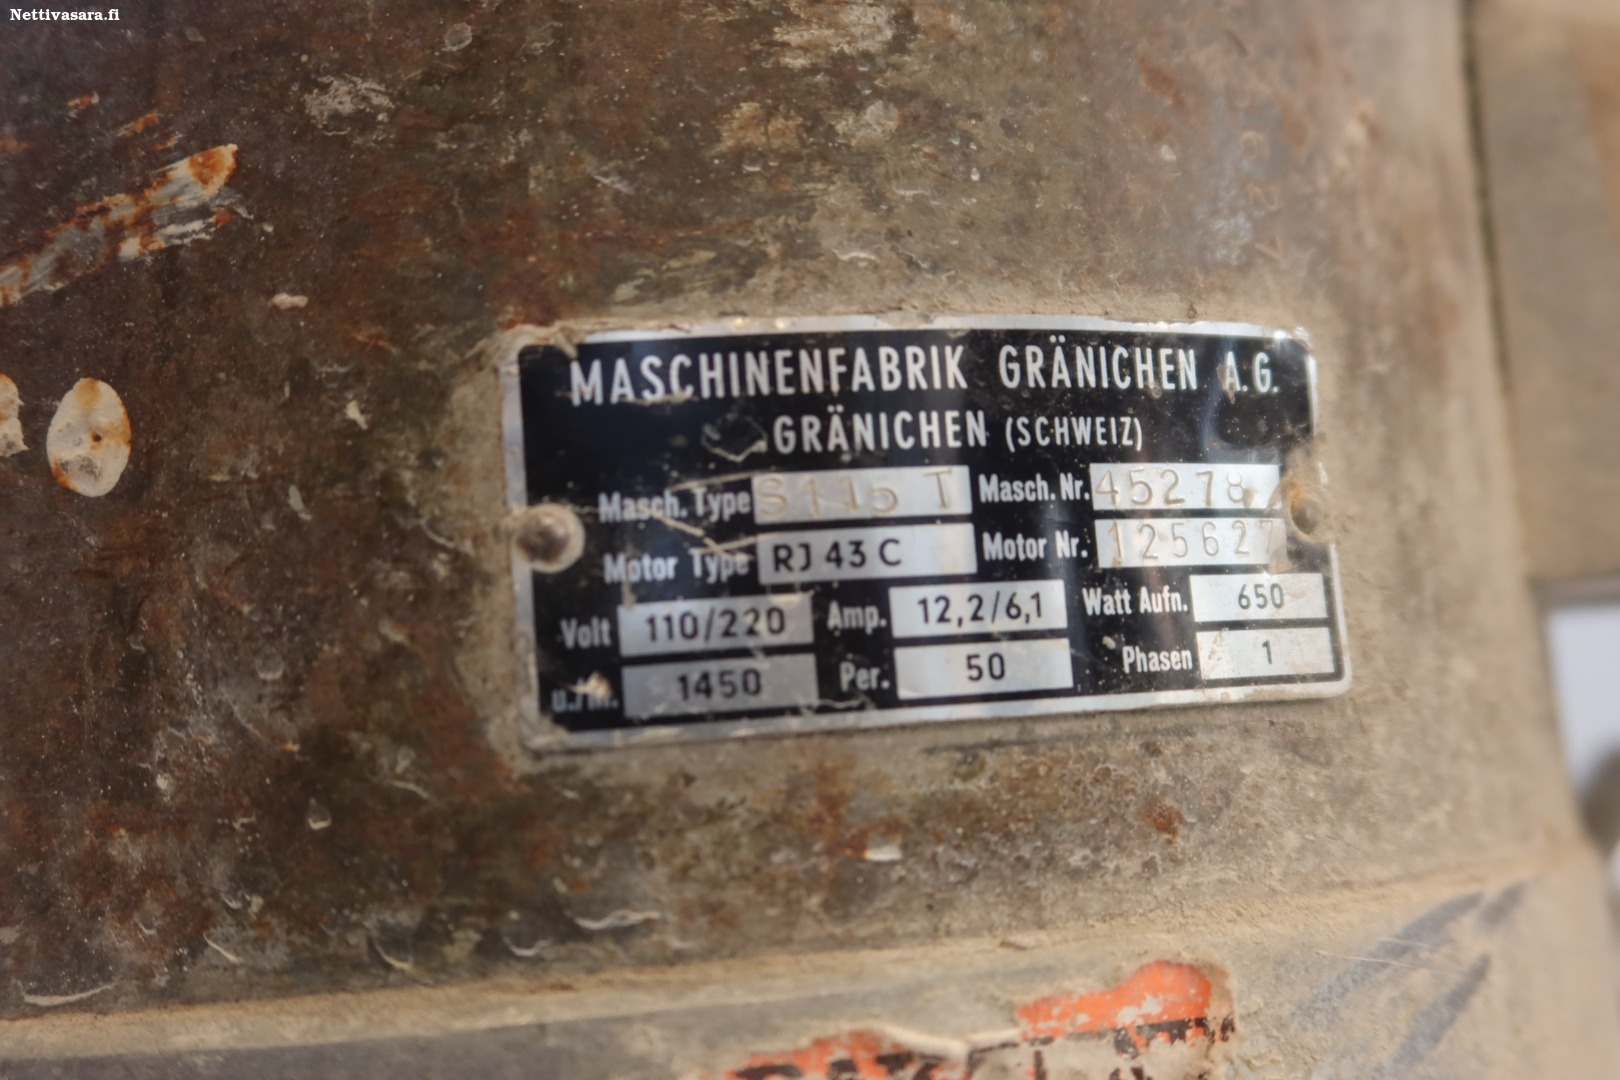 Nettivasara.fi
MASCHINENFABRIK GRÄNICHEN A.G.
GRÄNICHEN (SCHWEIZ)
Masch. Type S115 T Masch. Nr. 45278
Motor Type RJ 43 C Motor Nr. 125627
Volt 110/220 Amp. 12,2/6,1 Watt Aufn. 650
u./m. 1450 Per. 50 Phasen 1